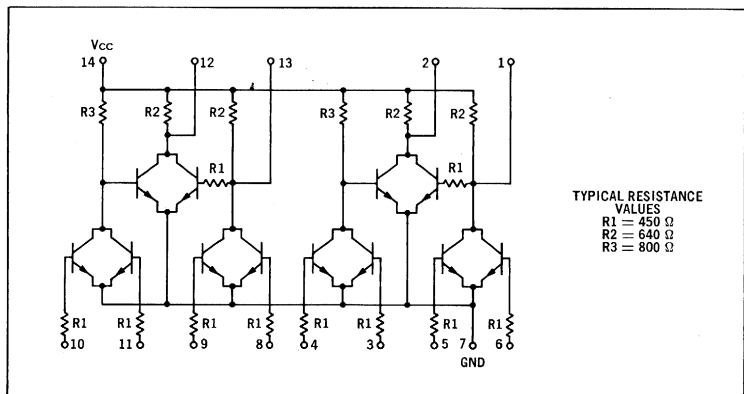 Vcc
14 12 13 2 1
R3 R2 R2 R3 R2 R2
R1 R1
TYPICAL RESISTANCE
VALUES
R1 = 450 Ω
R2 = 640 Ω
R3 = 800 Ω
R1 R1 R1 R1 R1 R1 R1 R1
10 11 9 8 4 3 5 7 6
GND